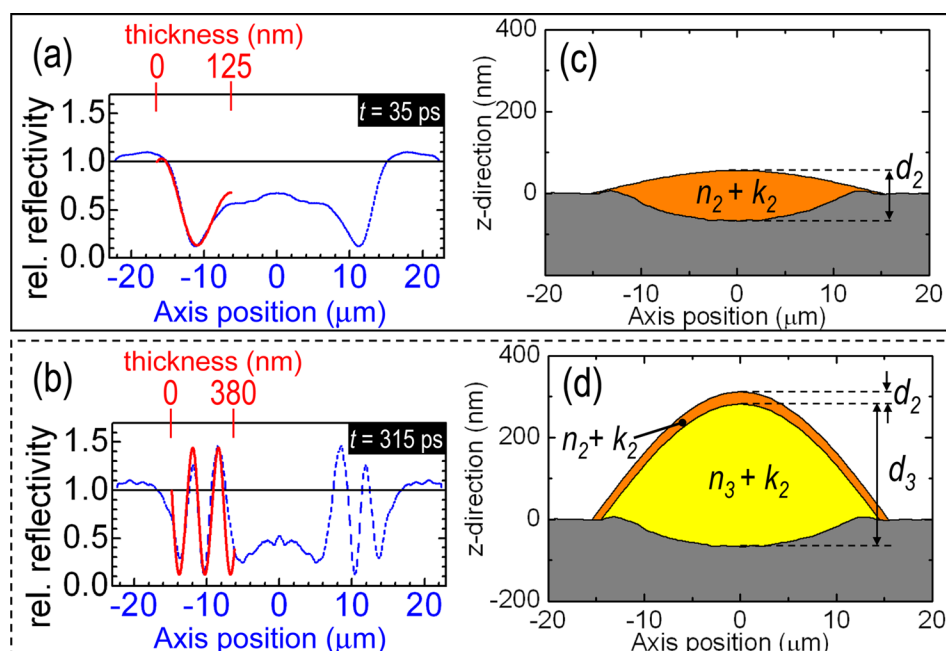 (a)
thickness (nm)
0 125
t = 35 ps
rel. reflectivity
1.5
1.0
0.5
0.0
-20 -10 0 10 20
Axis position (μm)
(c)
z-direction (nm)
400
200
0
n2 + k2
d2
-20 -10 0 10 20
Axis position (μm)
(b)
thickness (nm)
0 380
t = 315 ps
rel. reflectivity
1.5
1.0
0.5
0.0
-20 -10 0 10 20
Axis position (μm)
(d)
z-direction (nm)
400
200
0
-200
d2
n2 + k2
n3 + k2
d3
-20 -10 0 10 20
Axis position (μm)